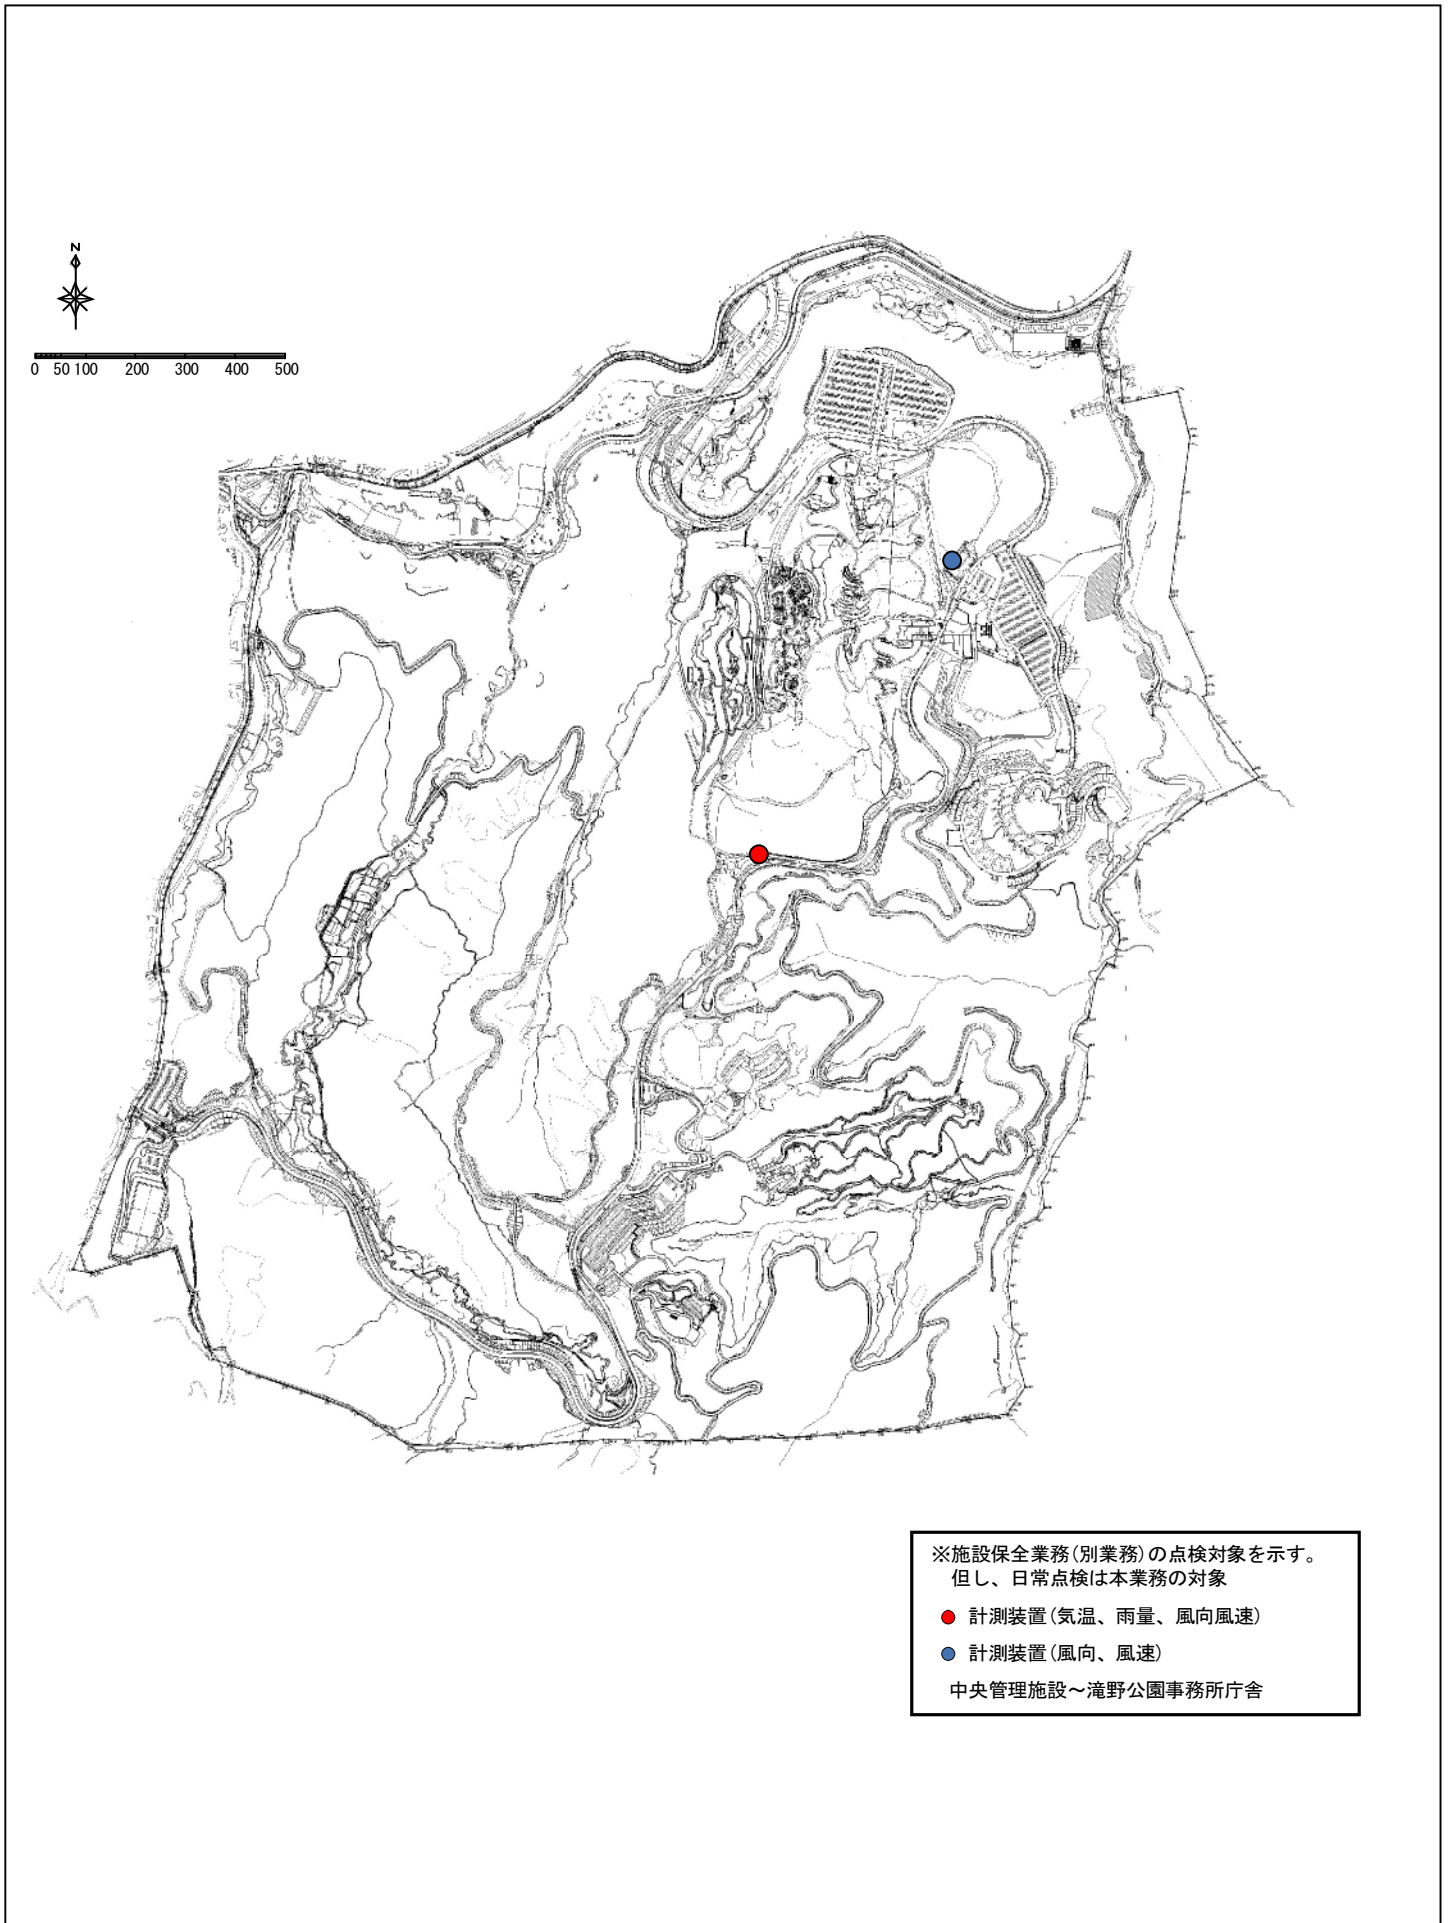 N
0 50 100 200 300 400 500
※施設保全業務(別業務)の点検対象を示す。
但し、日常点検は本業務の対象
計測装置(気温、雨量、風向風速)
計測装置(風向、風速)
中央管理施設～滝野公園事務所庁舎